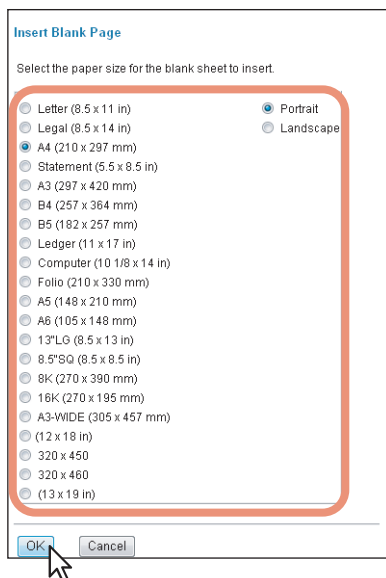 Insert Blank Page
Select the paper size for the blank sheet to insert.
Letter (8.5 x 11 in) Portrait
Legal (8.5 x 14 in) Landscape
A4 (210 x 297 mm)
Statement (5.5 x 8.5 in)
A3 (297 x 420 mm)
B4 (257 x 364 mm)
B5 (182 x 257 mm)
Ledger (11 x 17 in)
Computer (10 1/8 x 14 in)
Folio (210 x 330 mm)
A5 (148 x 210 mm)
A6 (105 x 148 mm)
13"LG (8.5 x 13 in)
8.5"SQ (8.5 x 8.5 in)
8K (270 x 390 mm)
16K (270 x 195 mm)
A3-WIDE (305 x 457 mm)
(12 x 18 in)
320 x 450
320 x 460
(13 x 19 in)
OK Cancel